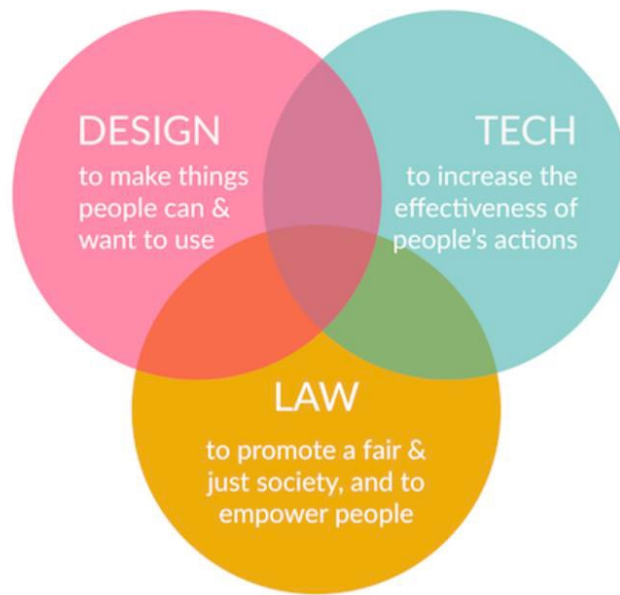 DESIGN
to make things
people can &
want to use
TECH
to increase the
effectiveness of
people's actions
LAW
to promote a fair &
just society, and to
empower people